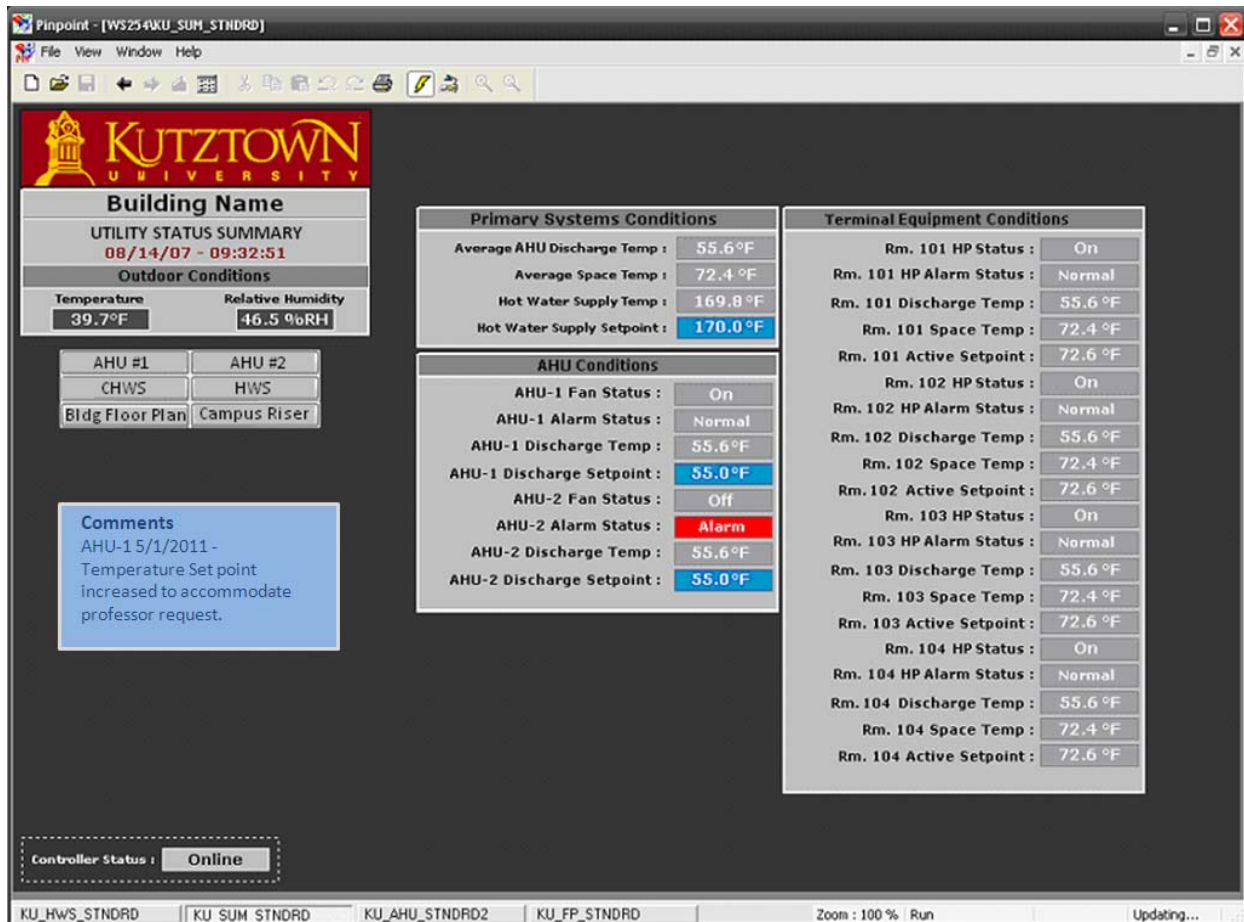 Pinpoint - [WS254\KU_SUM_STNDRD]
File View Window Help
KUTZTOWN
UNIVERSITY
Building Name
UTILITY STATUS SUMMARY
08/14/07 - 09:32:51
Outdoor Conditions
Temperature Relative Humidity
39.7°F 46.5 %RH
AHU #1 AHU #2
CHWS HWS
Bldg Floor Plan Campus Riser
Comments
AHU-1 5/1/2011 -
Temperature Set point
increased to accommodate
professor request.
Primary Systems Conditions
Average AHU Discharge Temp : 55.6°F
Average Space Temp : 72.4 °F
Hot Water Supply Temp : 169.8°F
Hot Water Supply Setpoint : 170.0°F
AHU Conditions
AHU-1 Fan Status : On
AHU-1 Alarm Status : Normal
AHU-1 Discharge Temp : 55.6°F
AHU-1 Discharge Setpoint : 55.0°F
AHU-2 Fan Status : Off
AHU-2 Alarm Status : Alarm
AHU-2 Discharge Temp : 55.6°F
AHU-2 Discharge Setpoint : 55.0°F
Terminal Equipment Conditions
Rm. 101 HP Status : On
Rm. 101 HP Alarm Status : Normal
Rm. 101 Discharge Temp : 55.6 °F
Rm. 101 Space Temp : 72.4 °F
Rm. 101 Active Setpoint : 72.6 °F
Rm. 102 HP Status : On
Rm. 102 HP Alarm Status : Normal
Rm. 102 Discharge Temp : 55.6 °F
Rm. 102 Space Temp : 72.4 °F
Rm. 102 Active Setpoint : 72.6 °F
Rm. 103 HP Status : On
Rm. 103 HP Alarm Status : Normal
Rm. 103 Discharge Temp : 55.6 °F
Rm. 103 Space Temp : 72.4 °F
Rm. 103 Active Setpoint : 72.6 °F
Rm. 104 HP Status : On
Rm. 104 HP Alarm Status : Normal
Rm. 104 Discharge Temp : 55.6 °F
Rm. 104 Space Temp : 72.4 °F
Rm. 104 Active Setpoint : 72.6 °F
Controller Status : Online
KU_HWS_STNDRD KU_SUM_STNDRD KU_AHU_STNDRD2 KU_FP_STNDRD Zoom : 100 % Run Updating...